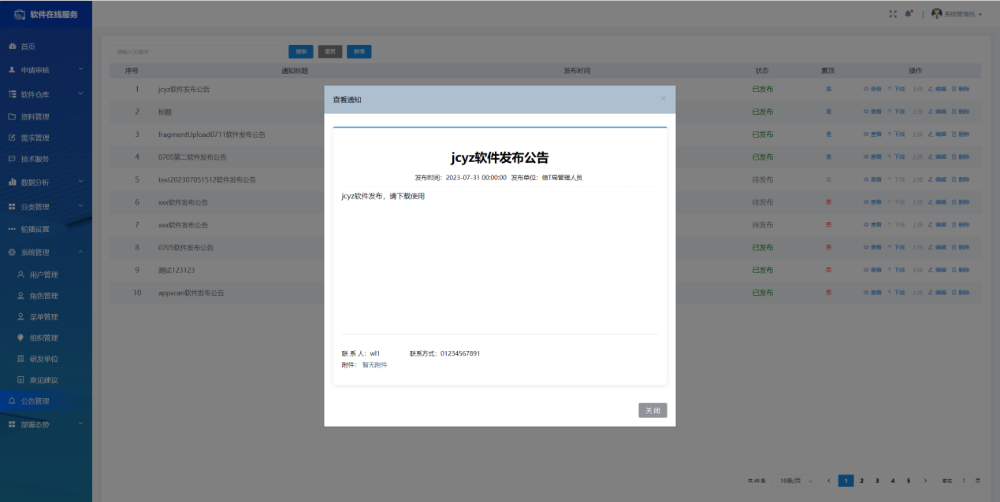 软件在线服务
系统管理员
首页
申请审核
软件仓库
资料管理
需求管理
技术服务
数据分析
分类管理
轮播设置
系统管理
用户管理
角色管理
菜单管理
组织管理
研发单位
意见建议
公告管理
部署态势
请输入关键字 搜索 重置 新增
序号 通知标题 发布时间 状态 置顶 操作
1 jcyz软件发布公告 已发布 是 查看 下线 上线 编辑 删除
2 标题 已发布 是 查看 下线 上线 编辑 删除
3 fragmentUpload0711软件发布公告 已发布 是 查看 下线 上线 编辑 删除
4 0705第二软件发布公告 已发布 是 查看 下线 上线 编辑 删除
5 test202307051512软件发布公告 待发布 否 查看 下线 上线 编辑 删除
6 xxx软件发布公告 待发布 否 查看 下线 上线 编辑 删除
7 xxx软件发布公告 待发布 否 查看 下线 上线 编辑 删除
8 0705软件发布公告 已发布 否 查看 下线 上线 编辑 删除
9 测试123123 已发布 否 查看 下线 上线 编辑 删除
10 appscan软件发布公告 已发布 否 查看 下线 上线 编辑 删除
查看通知
jcyz软件发布公告
发布时间：2023-07-31 00:00:00 发布单位：信T局管理人员
jcyz软件发布，请下载使用
联 系 人：wl1 联系方式：01234567891
附件： 暂无附件
关 闭
共 49 条 10条/页 1 2 3 4 5 前往 1 页